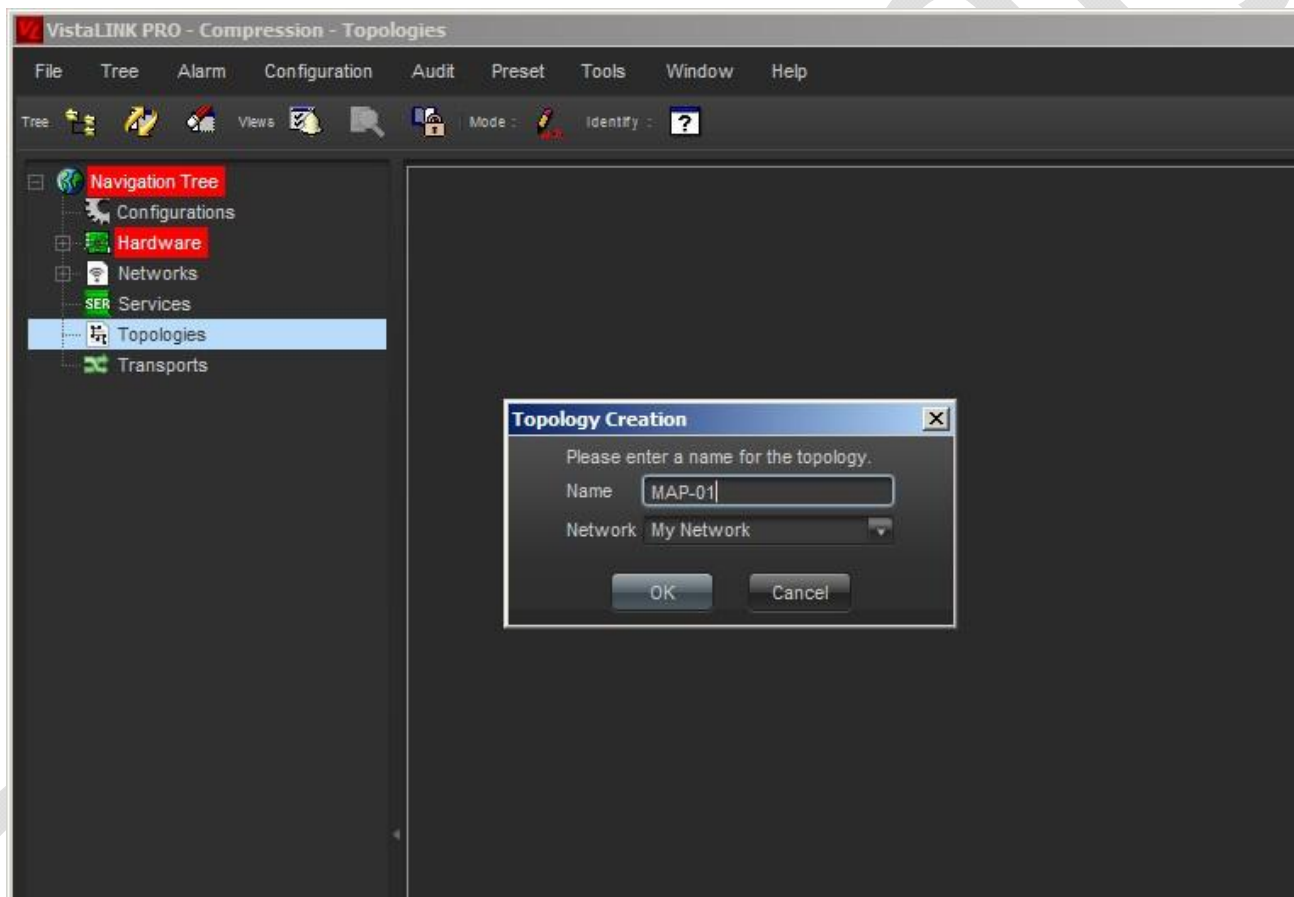 VistaLINK PRO - Compression - Topologies
File Tree Alarm Configuration Audit Preset Tools Window Help
Tree Views Mode : Identify : ?
Navigation Tree
Configurations
Hardware
Networks
SER Services
Topologies
Transports
Topology Creation
Please enter a name for the topology.
Name MAP-01
Network My Network
OK Cancel